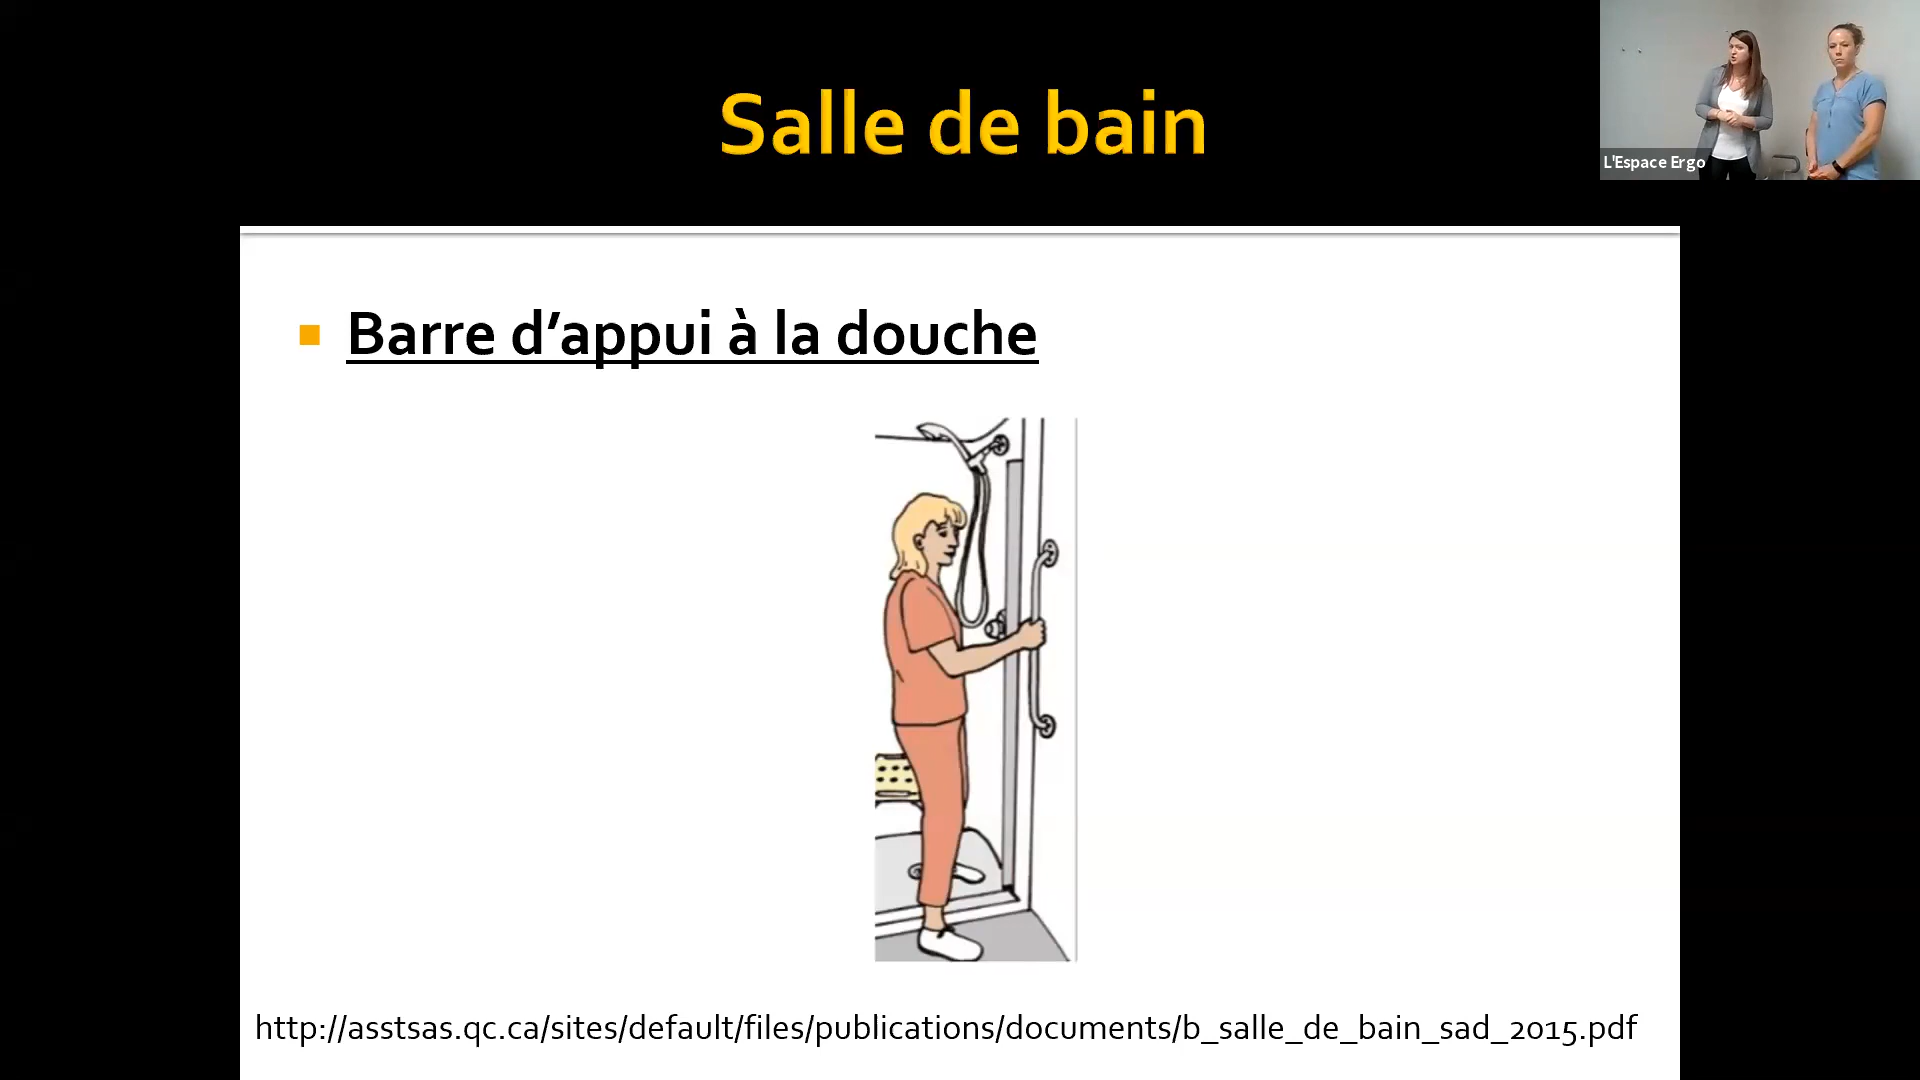 Salle de bain
L'Espace Ergo
Barre d’appui à la douche
http://asstsas.qc.ca/sites/default/files/publications/documents/b_salle_de_bain_sad_2015.pdf